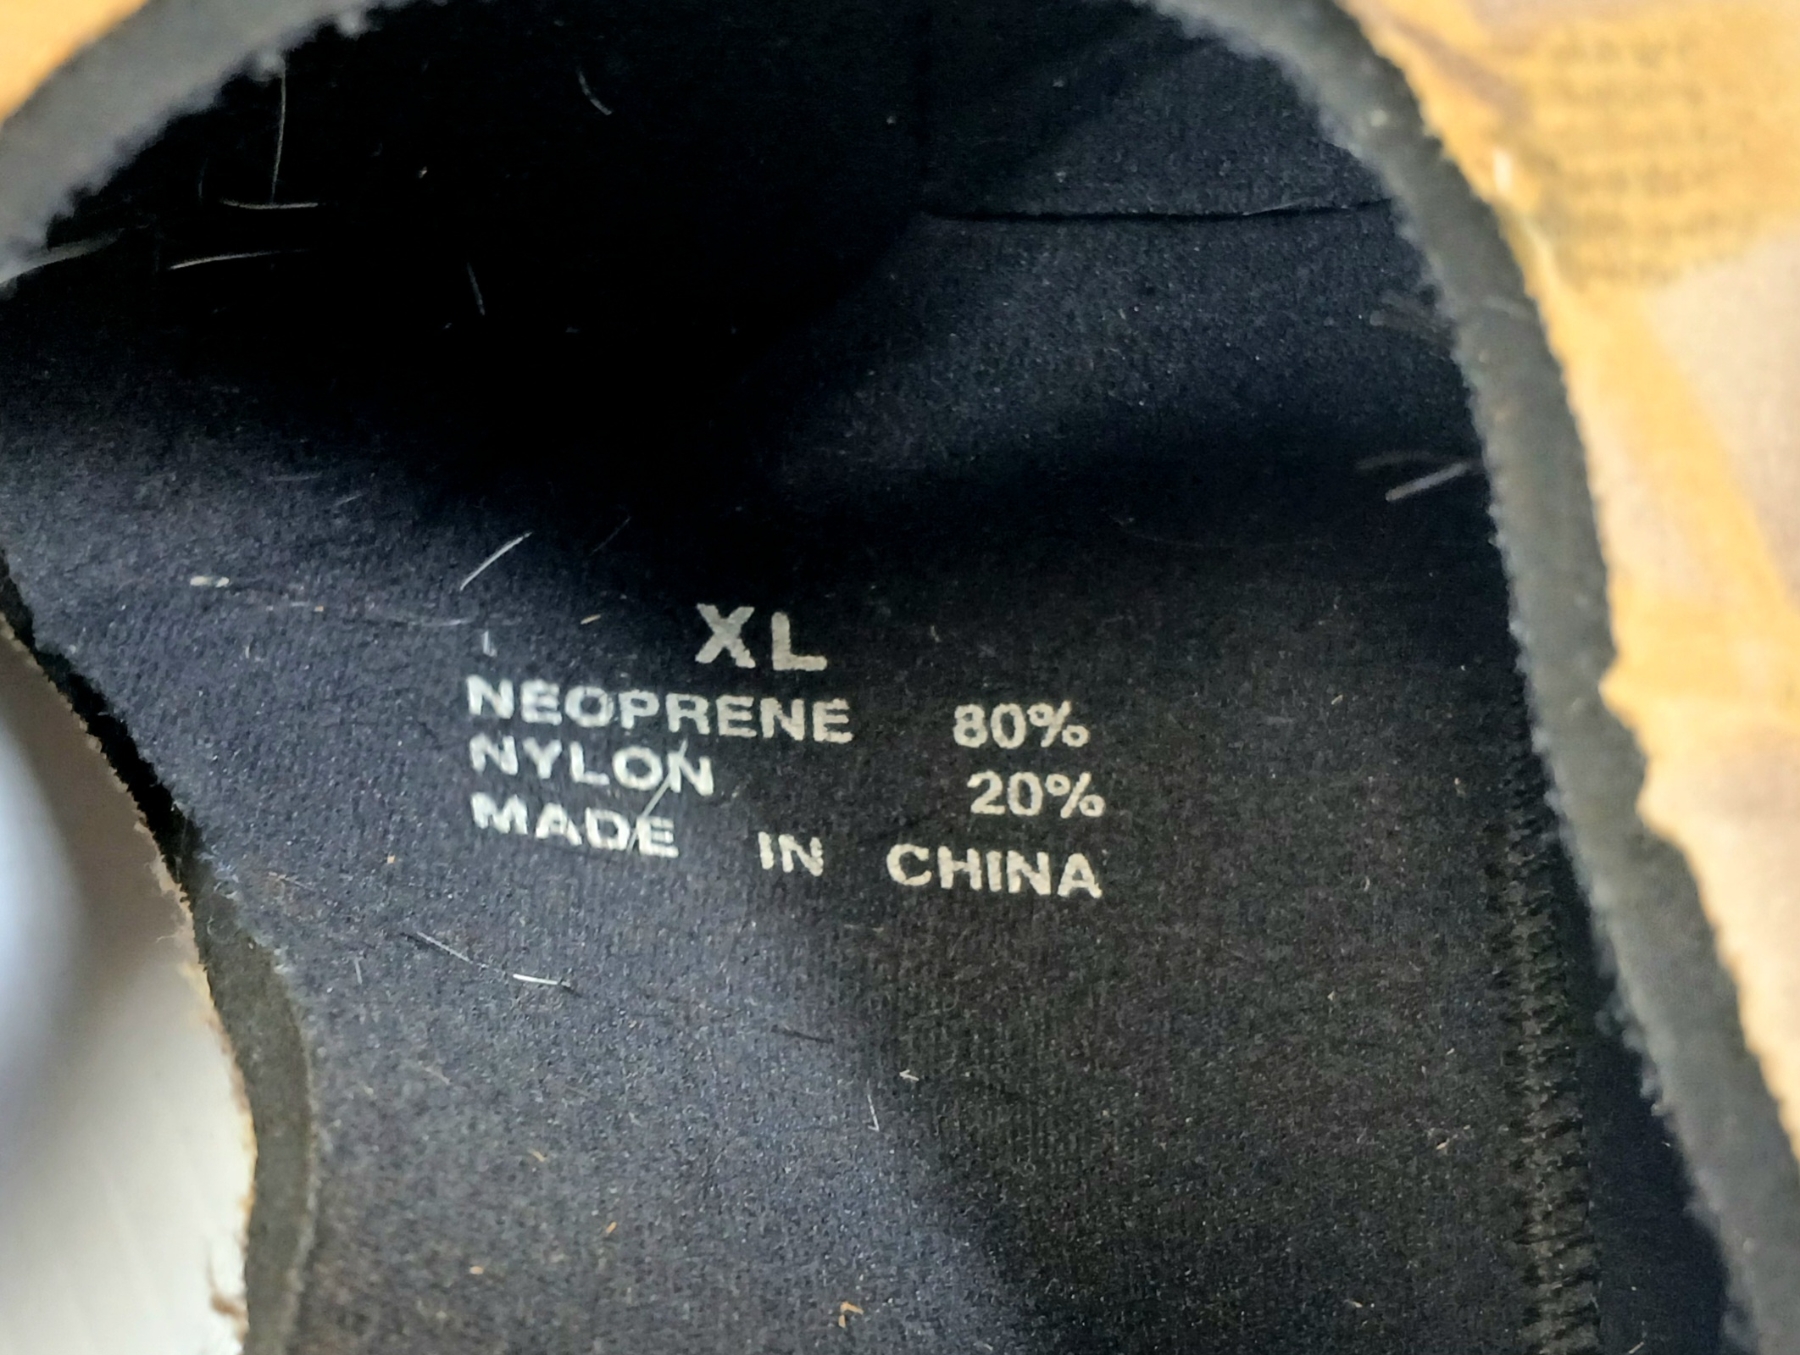 XL
NEOPRENE 80%
NYLON 20%
MADE IN CHINA